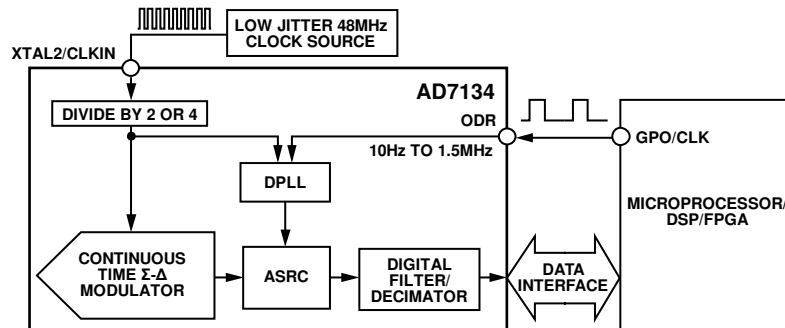 LOW JITTER 48MHz
CLOCK SOURCE
XTAL2/CLKIN
AD7134
DIVIDE BY 2 OR 4
ODR
GPO/CLK
10Hz TO 1.5MHz
DPLL
MICROPROCESSOR/
DSP/FPGA
CONTINUOUS
TIME Σ-Δ
MODULATOR
ASRC
DIGITAL
FILTER/
DECIMATOR
DATA
INTERFACE